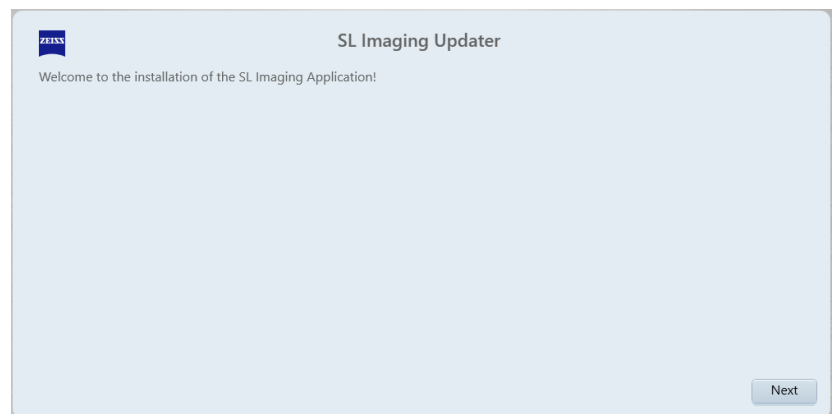 ZEISS
SL Imaging Updater
Welcome to the installation of the SL Imaging Application!
Next